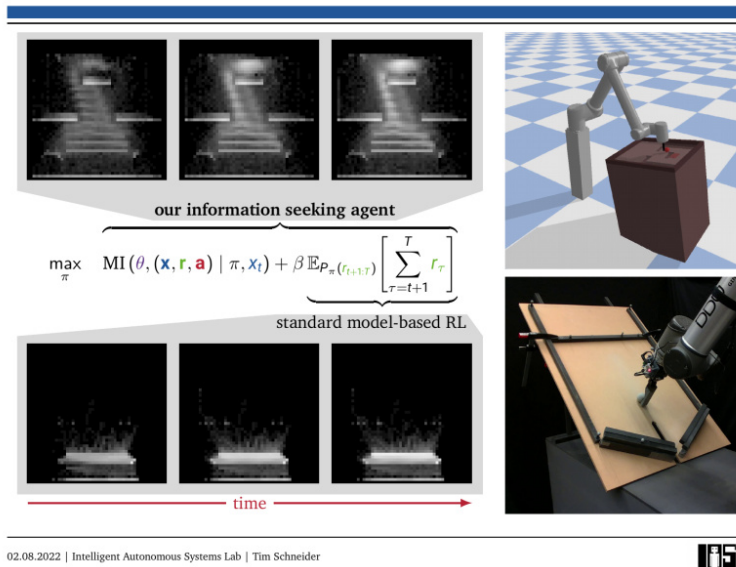 our information seeking agent
max π MI (θ, (x, r, a) | π, x_t) + β 𝔼_{P_π(r_{t+1:T})} [ ∑_{τ=t+1}^{T} r_τ ]
standard model-based RL
time
02.08.2022 | Intelligent Autonomous Systems Lab | Tim Schneider
IAS